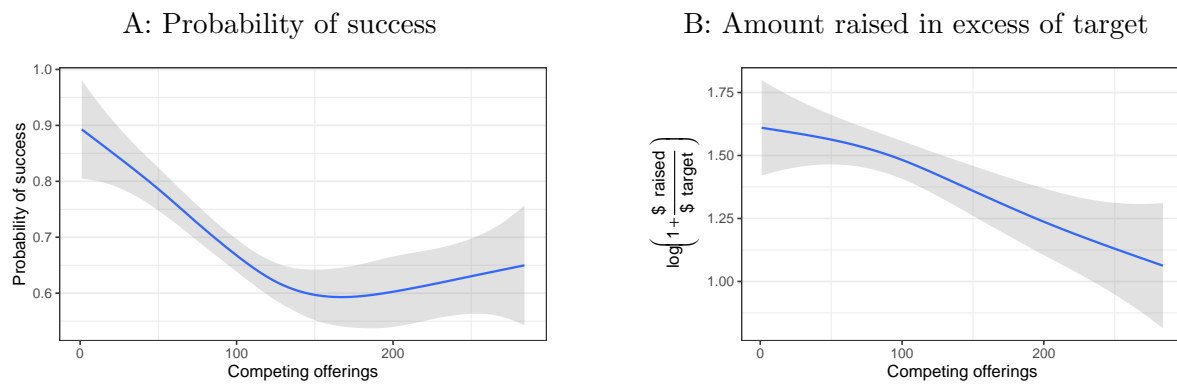 A: Probability of success
1.0
0.9
0.8
0.7
0.6
Probability of success
0
100
200
Competing offerings
B: Amount raised in excess of target
1.75
1.50
1.25
1.00
log(1 + $ raised / $ target)
0
100
200
Competing offerings